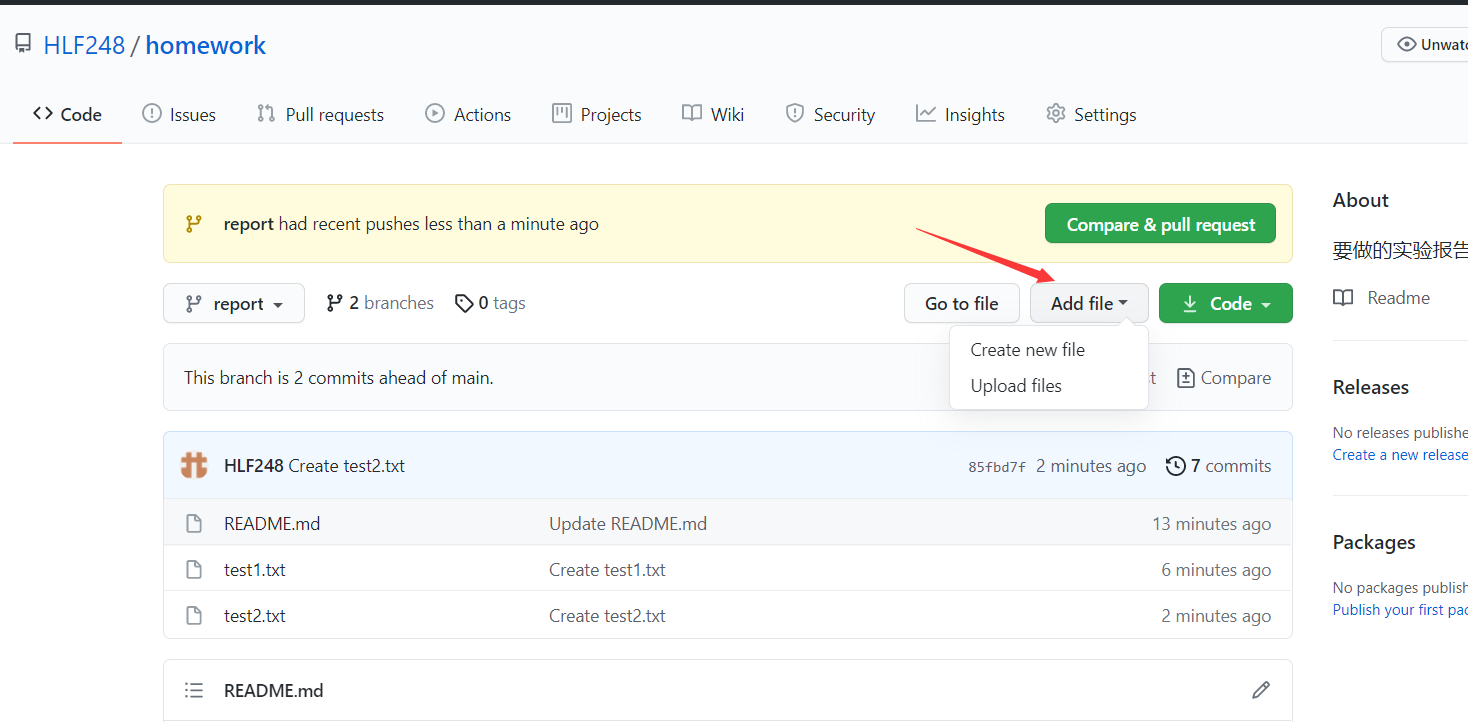 HLF248 / homework
Unwatc
Code Issues Pull requests Actions Projects Wiki Security Insights Settings
report had recent pushes less than a minute ago
Compare & pull request
report 2 branches 0 tags Go to file Add file Code
Create new file
Upload files
This branch is 2 commits ahead of main.
st Compare
HLF248 Create test2.txt 85fbd7f 2 minutes ago 7 commits
README.md Update README.md 13 minutes ago
test1.txt Create test1.txt 6 minutes ago
test2.txt Create test2.txt 2 minutes ago
README.md
About
要做的实验报告
Readme
Releases
No releases publishe
Create a new release
Packages
No packages publish
Publish your first pac